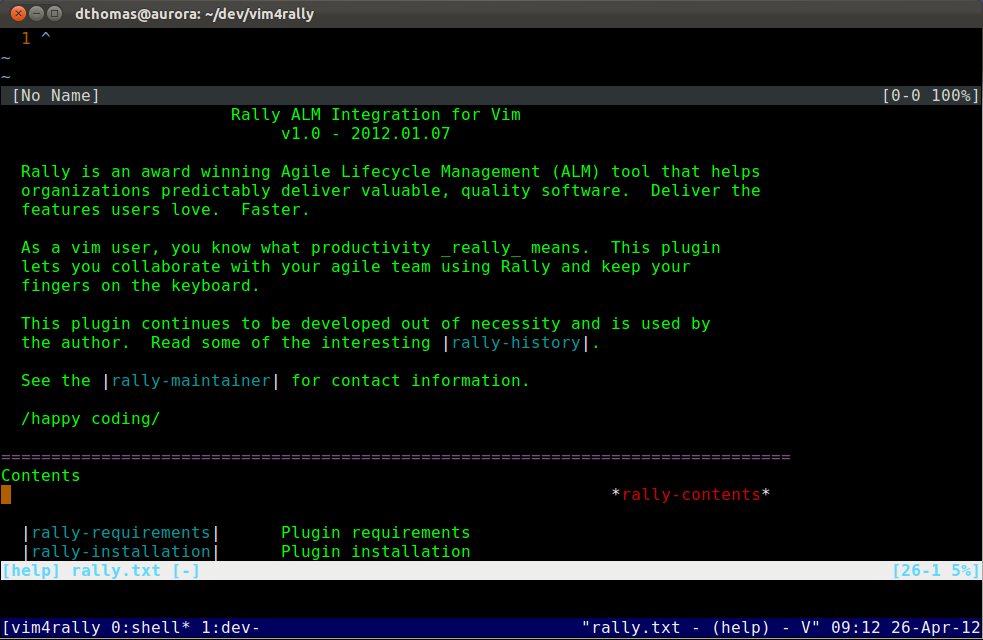 dthomas@aurora: ~/dev/vim4rally
1 ^
~
~
[No Name] [0-0 100%]
Rally ALM Integration for Vim
v1.0 - 2012.01.07
Rally is an award winning Agile Lifecycle Management (ALM) tool that helps
organizations predictably deliver valuable, quality software.  Deliver the
features users love.  Faster.
As a vim user, you know what productivity _really_ means.  This plugin
lets you collaborate with your agile team using Rally and keep your
fingers on the keyboard.
This plugin continues to be developed out of necessity and is used by
the author.  Read some of the interesting |rally-history|.
See the |rally-maintainer| for contact information.
/happy coding/
===============================================================================
Contents
*rally-contents*
|rally-requirements|      Plugin requirements
|rally-installation|      Plugin installation
[help] rally.txt [-] [26-1 5%]
[vim4rally 0:shell* 1:dev- "rally.txt - (help) - V" 09:12 26-Apr-12